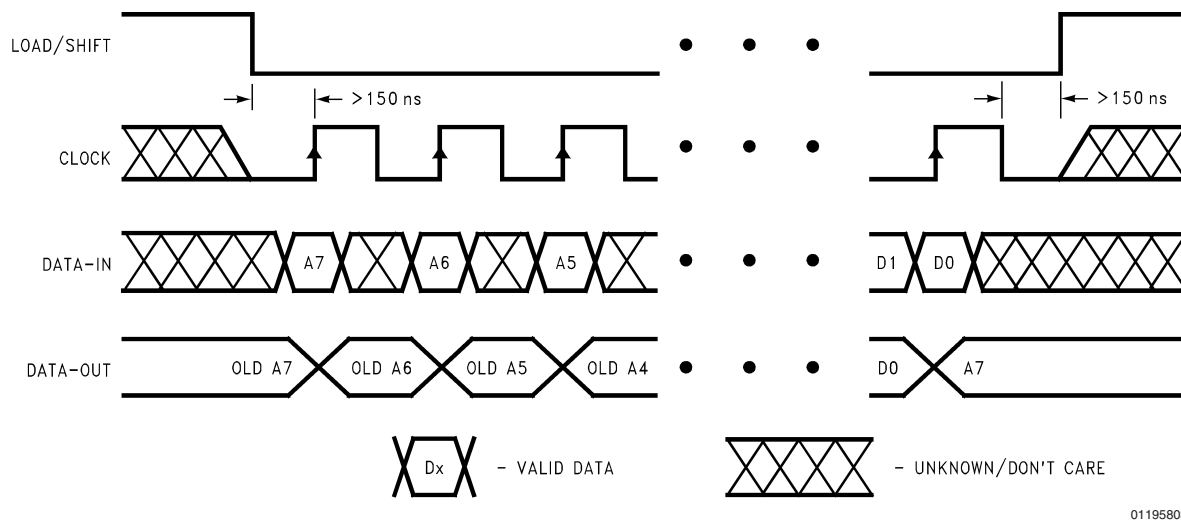 LOAD/SHIFT
>150 ns >150 ns
CLOCK
DATA-IN A7 A6 A5 D1 D0
DATA-OUT OLD A7 OLD A6 OLD A5 OLD A4 D0 A7
Dx - VALID DATA - UNKNOWN/DON'T CARE
0119580